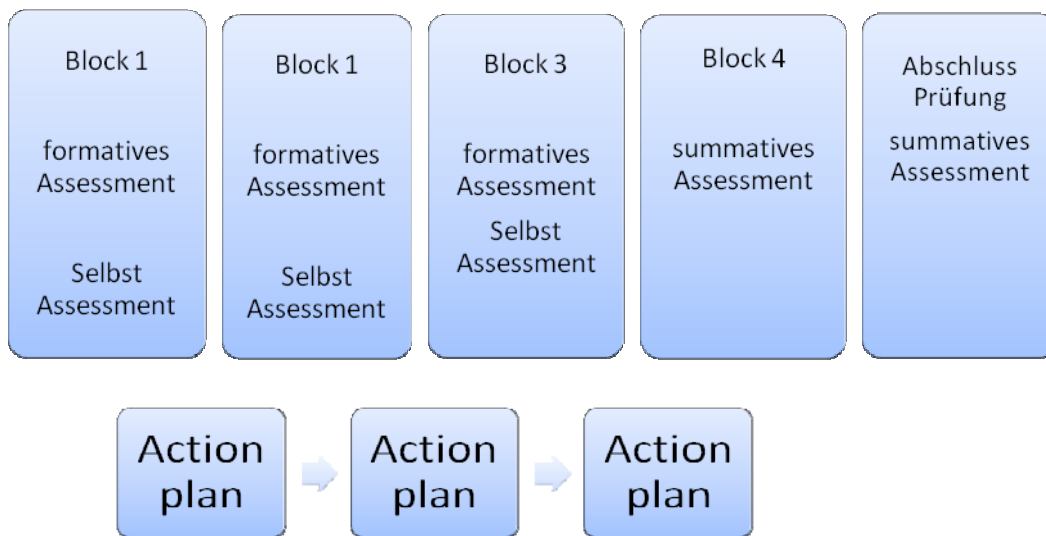 Block 1
formatives
Assessment
Selbst
Assessment
Block 1
formatives
Assessment
Selbst
Assessment
Block 3
formatives
Assessment
Selbst
Assessment
Block 4
summatives
Assessment
Abschluss
Prüfung
summatives
Assessment
Action
plan
Action
plan
Action
plan